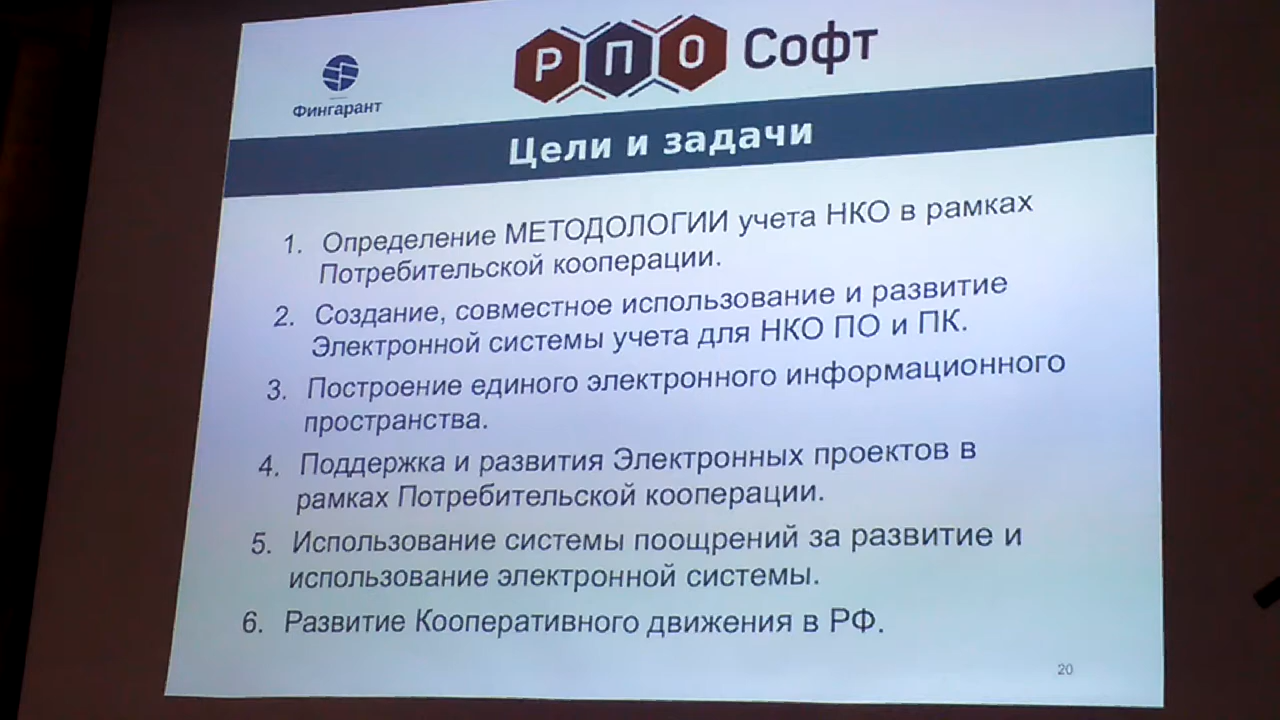 РПО Софт
Фингарант
Цели и задачи
1. Определение МЕТОДОЛОГИИ учета НКО в рамках
Потребительской кооперации.
2. Создание, совместное использование и развитие
Электронной системы учета для НКО ПО и ПК.
3. Построение единого электронного информационного
пространства.
4. Поддержка и развития Электронных проектов в
рамках Потребительской кооперации.
5. Использование системы поощрений за развитие и
использование электронной системы.
6. Развитие Кооперативного движения в РФ.
20